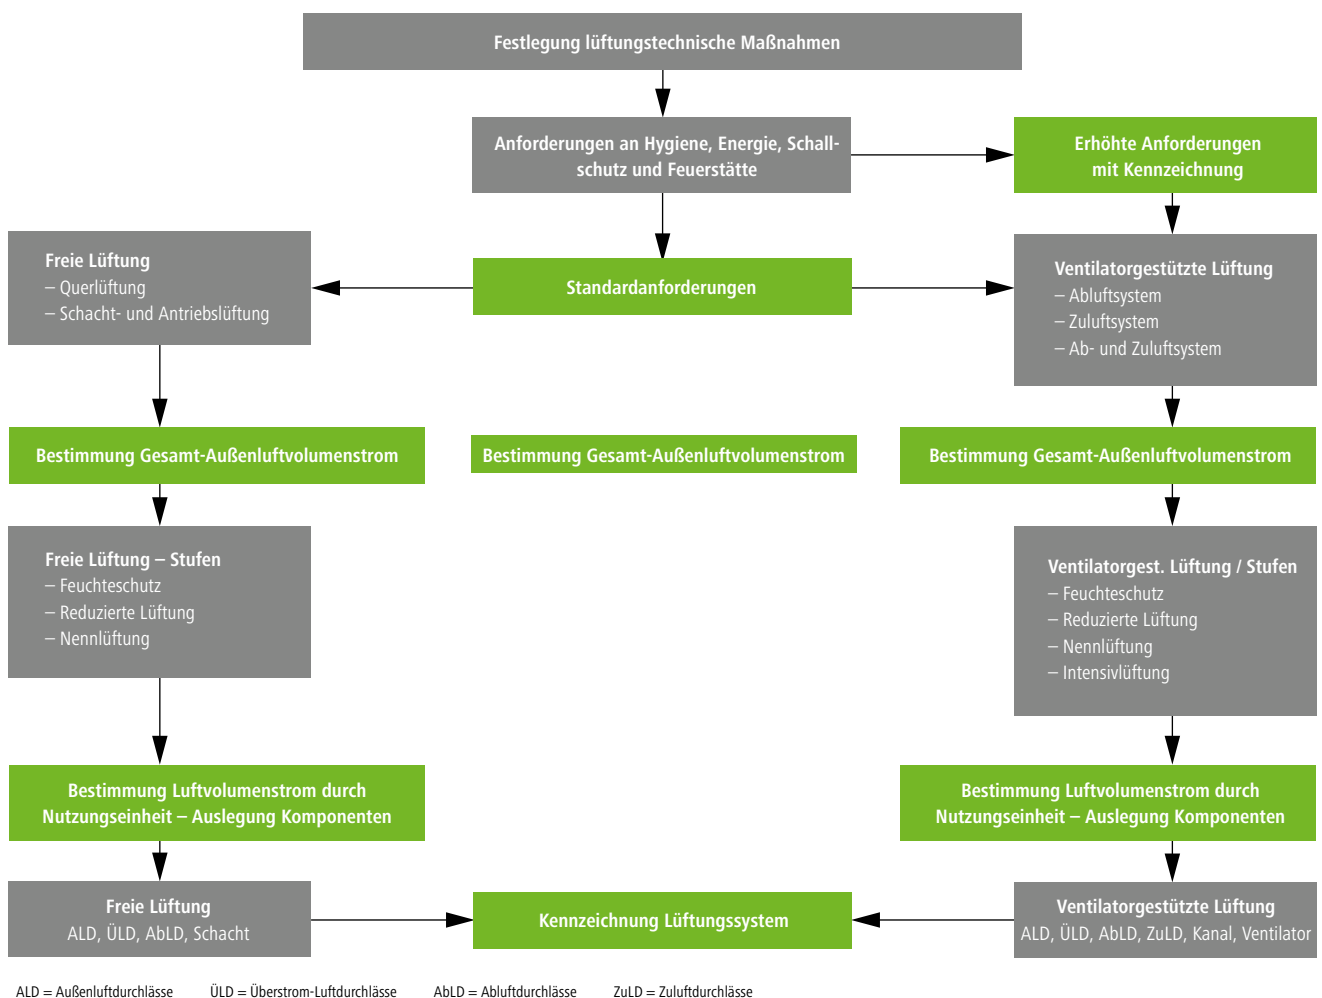 Festlegung lüftungstechnische Maßnahmen
Anforderungen an Hygiene, Energie, Schall-
schutz und Feuerstätte
Erhöhte Anforderungen
mit Kennzeichnung
Freie Lüftung
– Querlüftung
– Schacht- und Antriebslüftung
Standardanforderungen
Ventilatorgestützte Lüftung
– Abluftsystem
– Zuluftsystem
– Ab- und Zuluftsystem
Bestimmung Gesamt-Außenluftvolumenstrom
Bestimmung Gesamt-Außenluftvolumenstrom
Bestimmung Gesamt-Außenluftvolumenstrom
Freie Lüftung – Stufen
– Feuchteschutz
– Reduzierte Lüftung
– Nennlüftung
Ventilatorgest. Lüftung / Stufen
– Feuchteschutz
– Reduzierte Lüftung
– Nennlüftung
– Intensivlüftung
Bestimmung Luftvolumenstrom durch
Nutzungseinheit – Auslegung Komponenten
Bestimmung Luftvolumenstrom durch
Nutzungseinheit – Auslegung Komponenten
Freie Lüftung
ALD, ÜLD, AbLD, Schacht
Kennzeichnung Lüftungssystem
Ventilatorgestützte Lüftung
ALD, ÜLD, AbLD, ZuLD, Kanal, Ventilator
ALD = Außenluftdurchlässe ÜLD = Überstrom-Luftdurchlässe AbLD = Abluftdurchlässe ZuLD = Zuluftdurchlässe